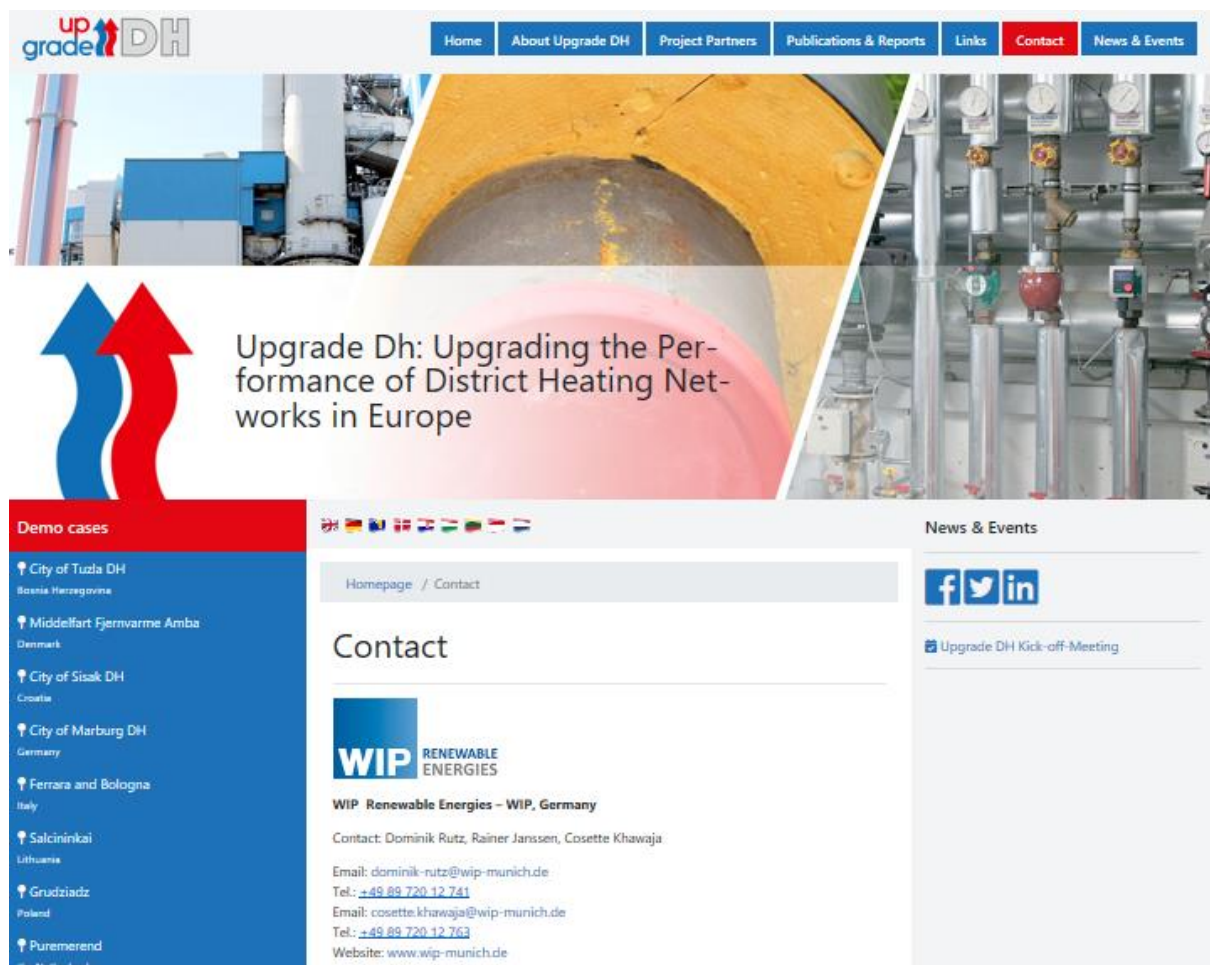 up
grade DH
Home About Upgrade DH Project Partners Publications & Reports Links Contact News & Events
Upgrade Dh: Upgrading the Per-
formance of District Heating Net-
works in Europe
Demo cases
City of Tuzla DH
Bosnia Herzegovina
Middelfart Fjernvarme Amba
Denmark
City of Sisak DH
Croatia
City of Marburg DH
Germany
Ferrara and Bologna
Italy
Salcininkai
Lithuania
Grudziadz
Poland
Puremerend
Homepage / Contact
Contact
WIP RENEWABLE
ENERGIES
WIP Renewable Energies – WIP, Germany
Contact: Dominik Rutz, Rainer Janssen, Cosette Khawaja
Email: dominik-rutz@wip-munich.de
Tel.: +49 89 720 12 741
Email: cosette.khawaja@wip-munich.de
Tel.: +49 89 720 12 763
Website: www.wip-munich.de
News & Events
f in
Upgrade DH Kick-off-Meeting